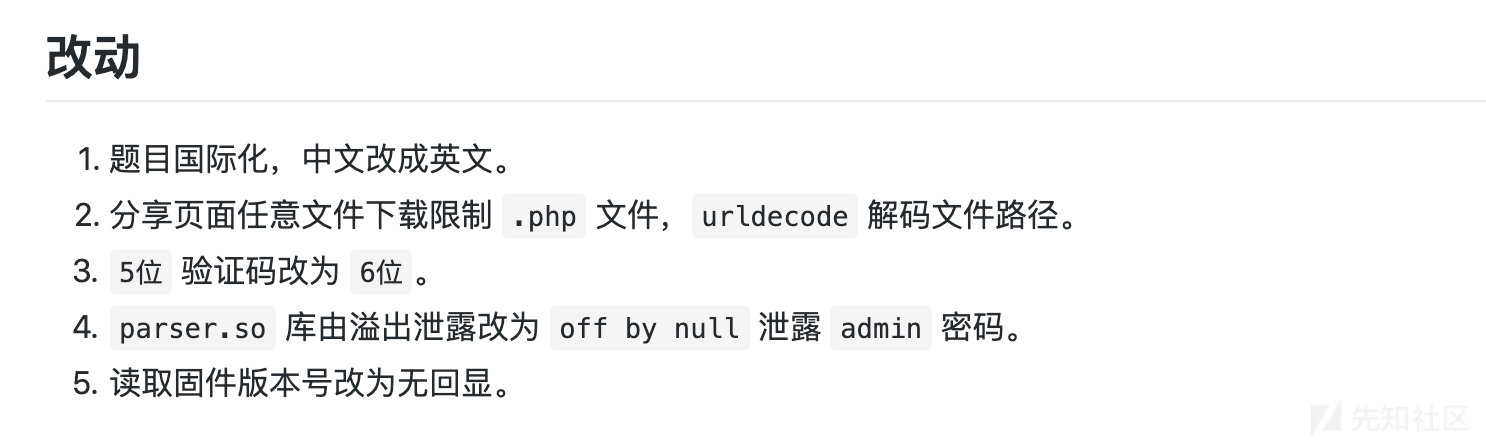 改动
1. 题目国际化，中文改成英文。
2. 分享页面任意文件下载限制 .php 文件， urldecode 解码文件路径。
3. 5位 验证码改为 6位 。
4. parser.so 库由溢出泄露改为 off by null 泄露 admin 密码。
5. 读取固件版本号改为无回显。
先知社区